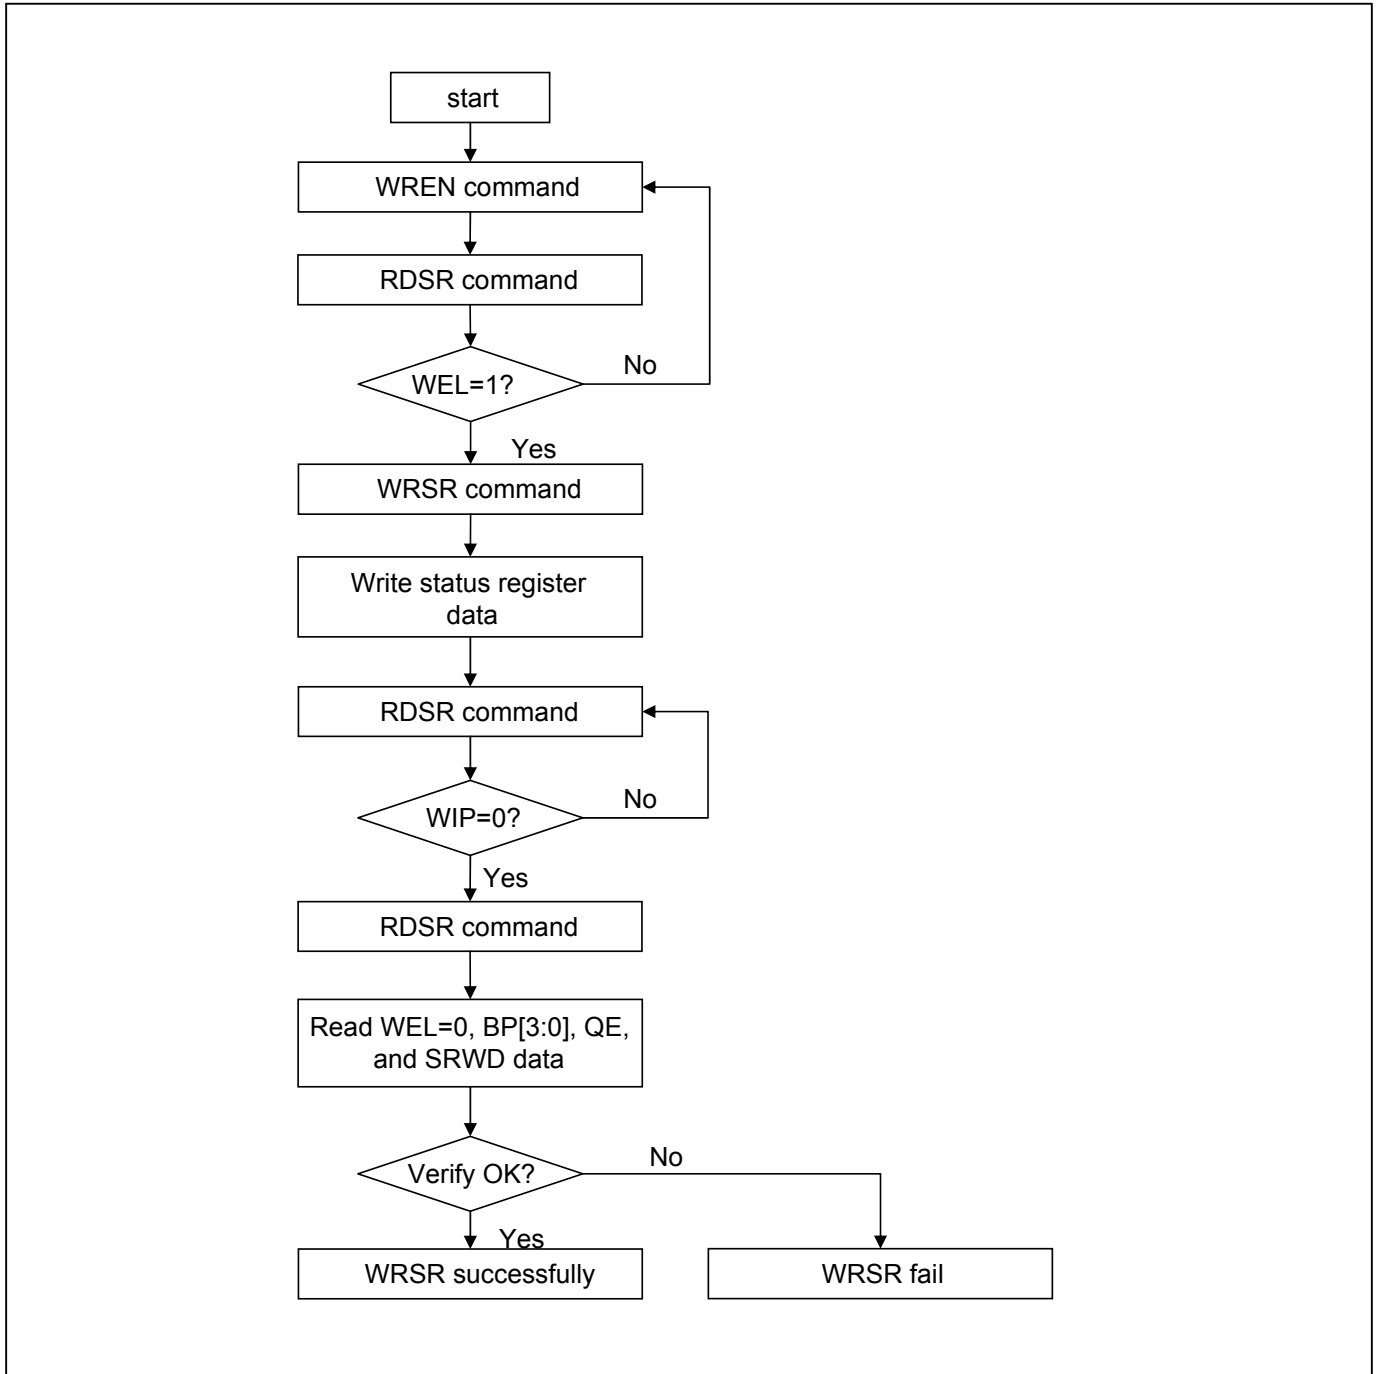 start
WREN command
RDSR command
WEL=1?
No
Yes
WRSR command
Write status register
data
RDSR command
WIP=0?
No
Yes
RDSR command
Read WEL=0, BP[3:0], QE,
and SRWD data
Verify OK?
No
Yes
WRSR successfully
WRSR fail